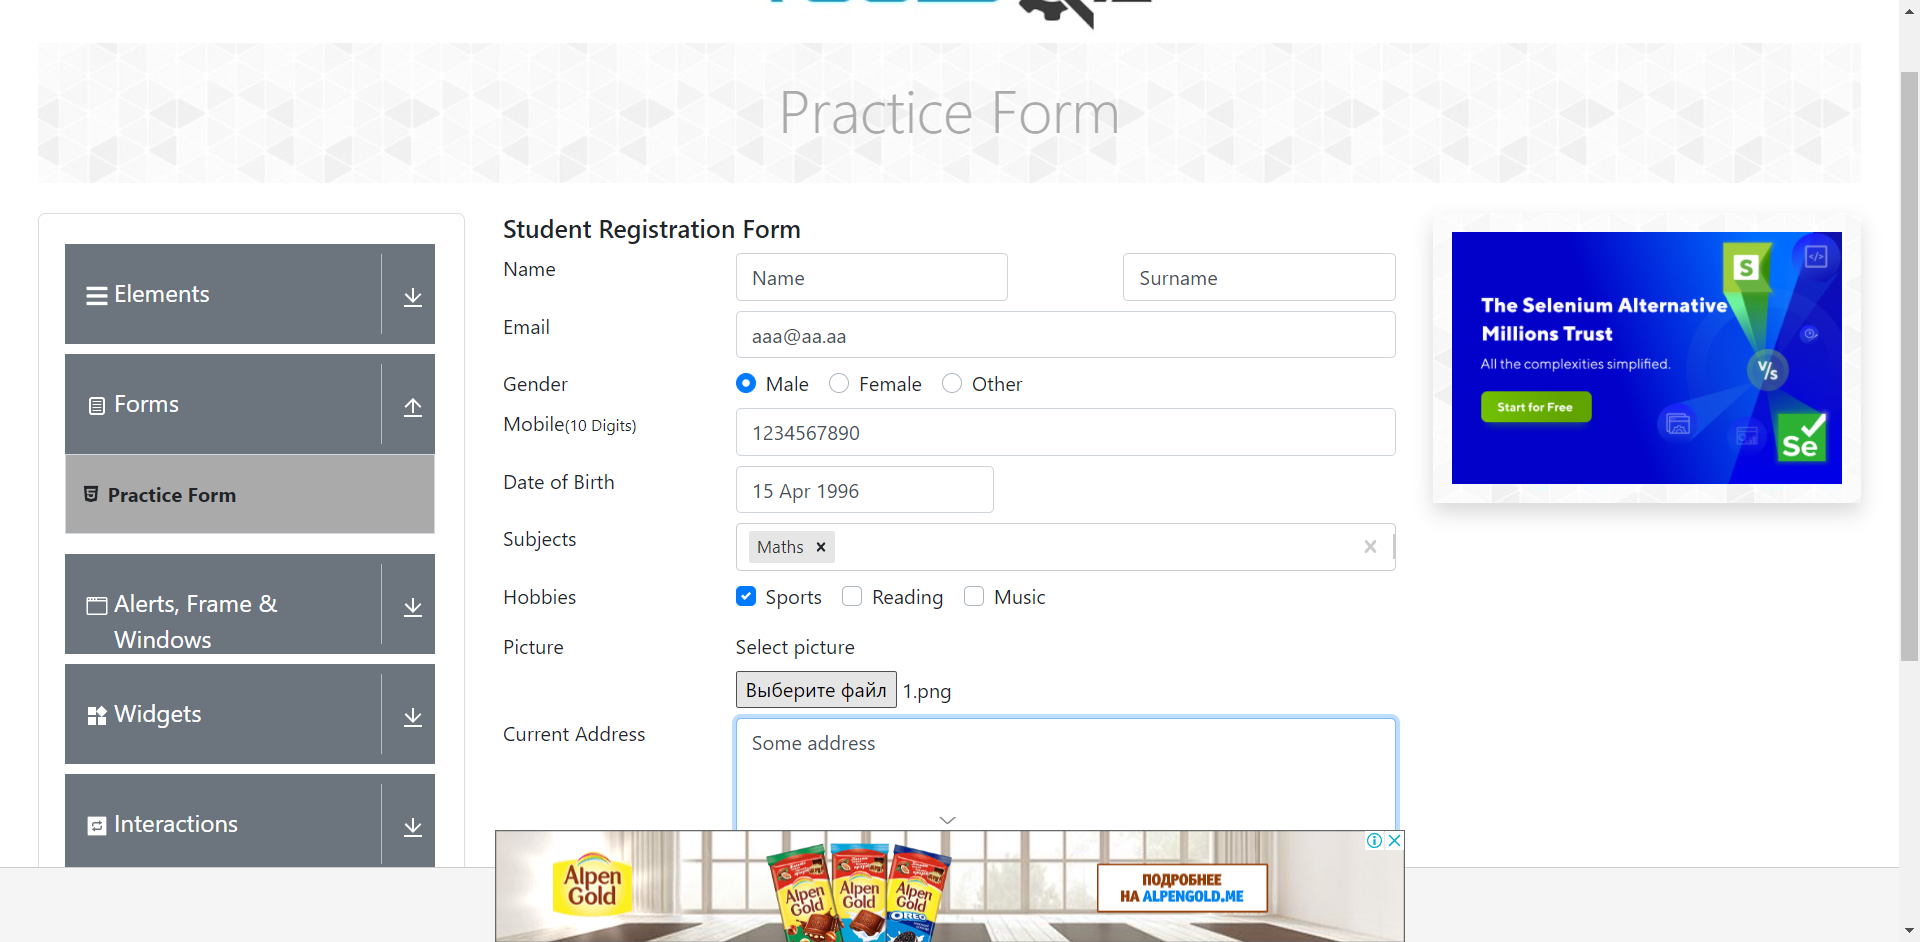 Practice Form
Elements
Forms
Practice Form
Alerts, Frame &
Windows
Widgets
Interactions
Student Registration Form
Name
Name
Surname
Email
aaa@aa.aa
Gender
Male
Female
Other
Mobile(10 Digits)
1234567890
Date of Birth
15 Apr 1996
Subjects
Maths
Hobbies
Sports
Reading
Music
Picture
Select picture
Выберите файл 1.png
Current Address
Some address
S
The Selenium Alternative
Millions Trust
All the complexities simplified.
Start for Free
V/s
Se
Alpen
Gold
Alpen
Gold
Alpen
Gold
Alpen
Gold
OREO
ПОДРОБНЕЕ
НА ALPENGOLD.ME